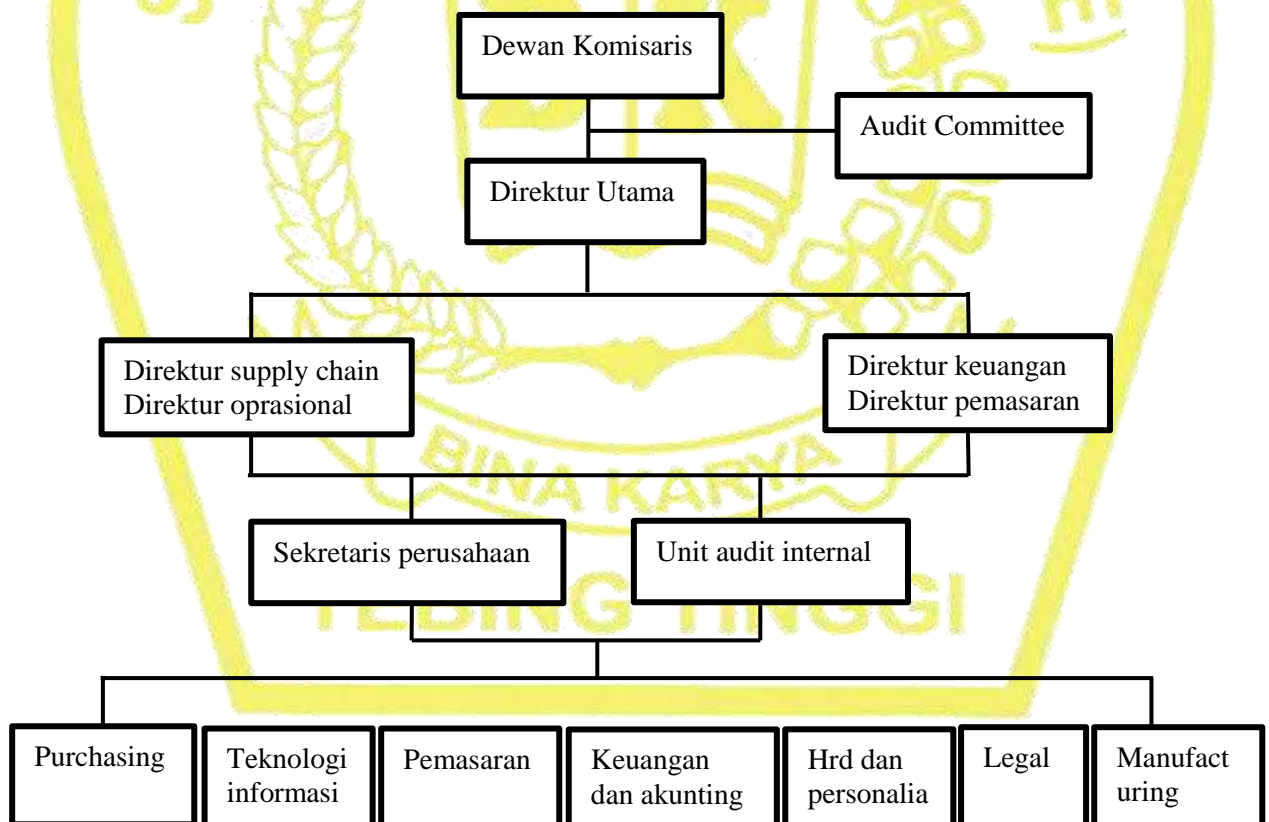 Dewan Komisaris
Audit Committee
Direktur Utama
Direktur supply chain
Direktur oprasional
Direktur keuangan
Direktur pemasaran
BINA KARYA
Sekretaris perusahaan
Unit audit internal
TEBING TINGGI
Purchasing
Teknologi
informasi
Pemasaran
Keuangan
dan akunting
Hrd dan
personalia
Legal
Manufact
uring